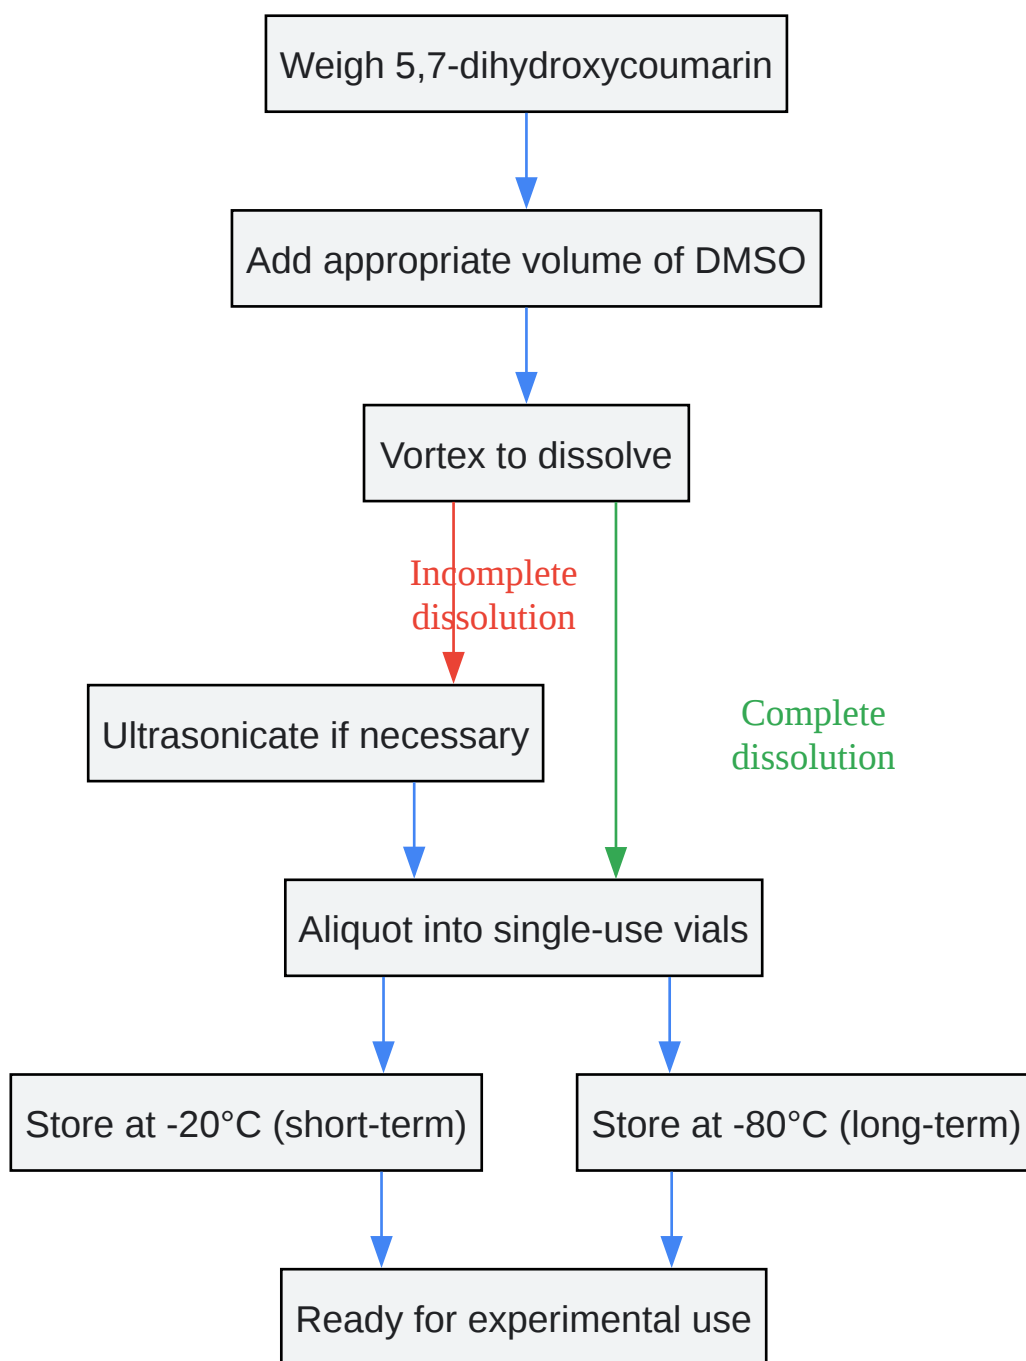 Weigh 5,7-dihydroxycoumarin
Add appropriate volume of DMSO
Vortex to dissolve
Incomplete
dissolution
Complete
dissolution
Ultrasonicate if necessary
Aliquot into single-use vials
Store at -20°C (short-term)
Store at -80°C (long-term)
Ready for experimental use